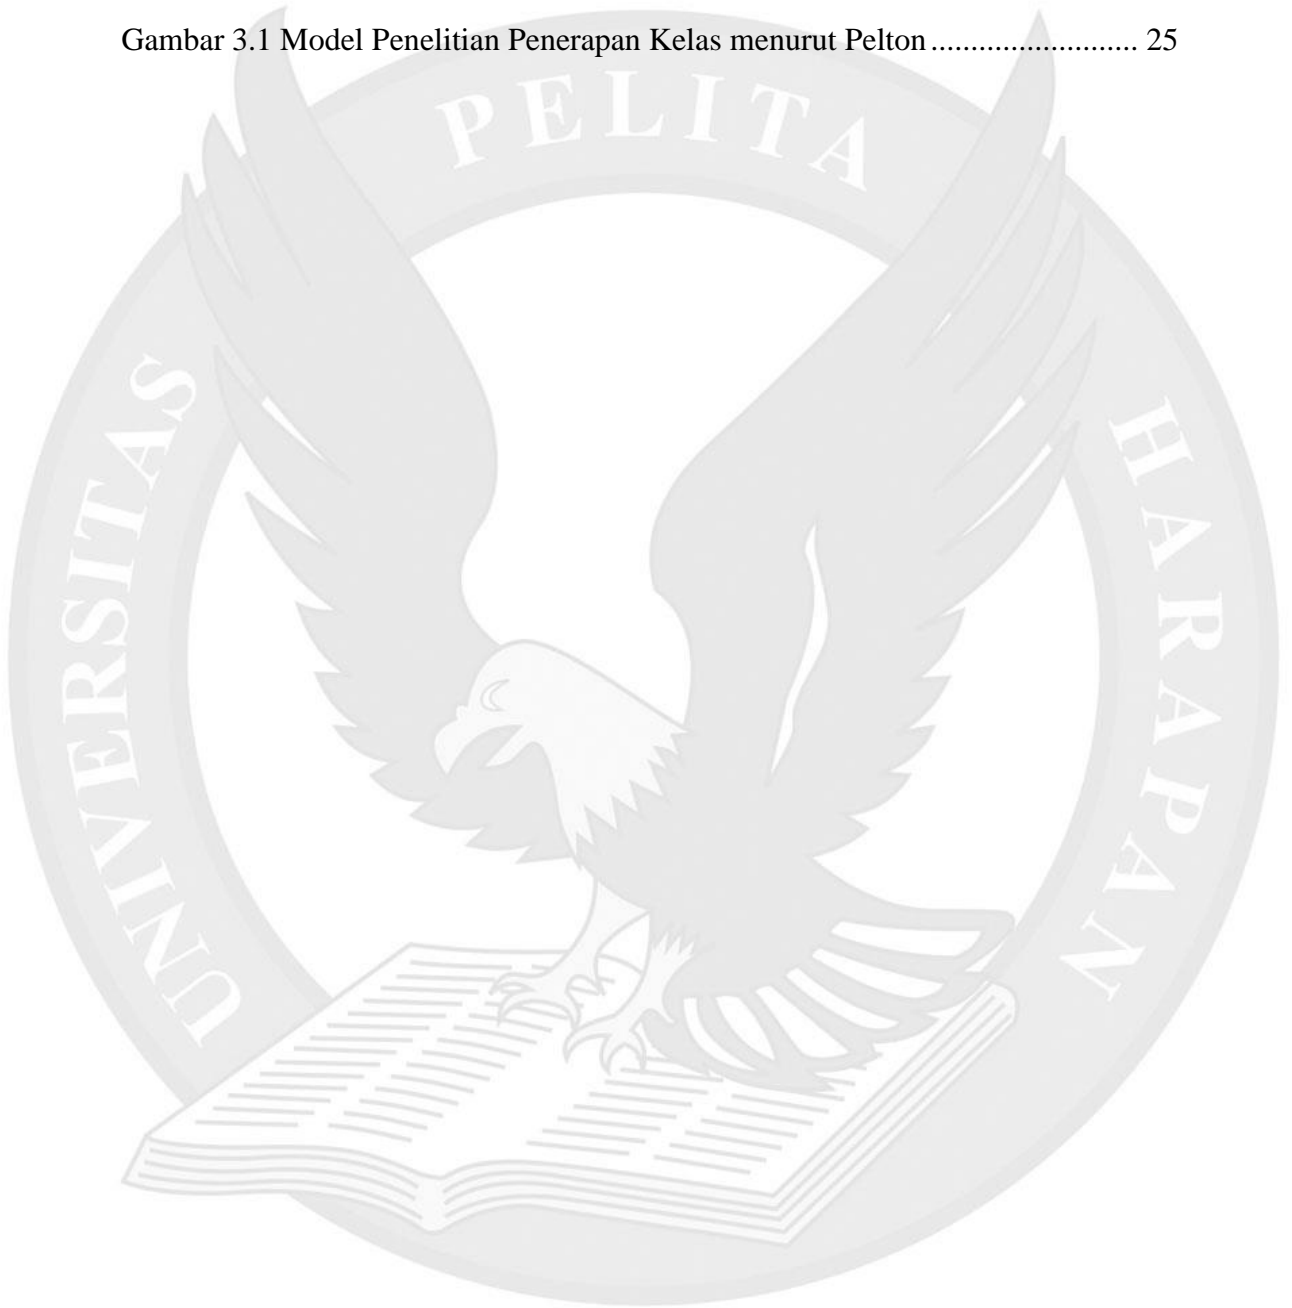 Gambar 3.1 Model Penelitian Penerapan Kelas menurut Pelton .......................... 25
UNIVERSITAS
PELITA
HARAPAN